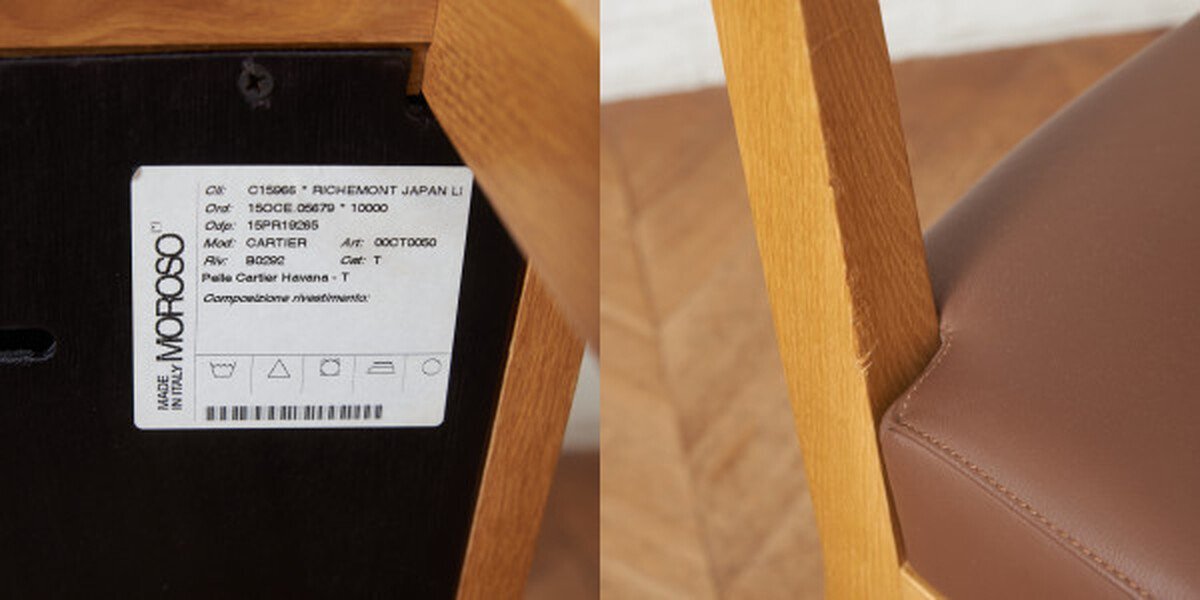 Cli: C15966 * RICHEMONT JAPAN LI
Ord: 15OCE.05679 * 10000
Odp: 15PR19265
Mod: CARTIER Art: 00CT0050
Riv: B0292 Cat: T
Pelle Cartier Havana - T
Composizione rivestimento:
MADE
IN ITALY
MOROSO